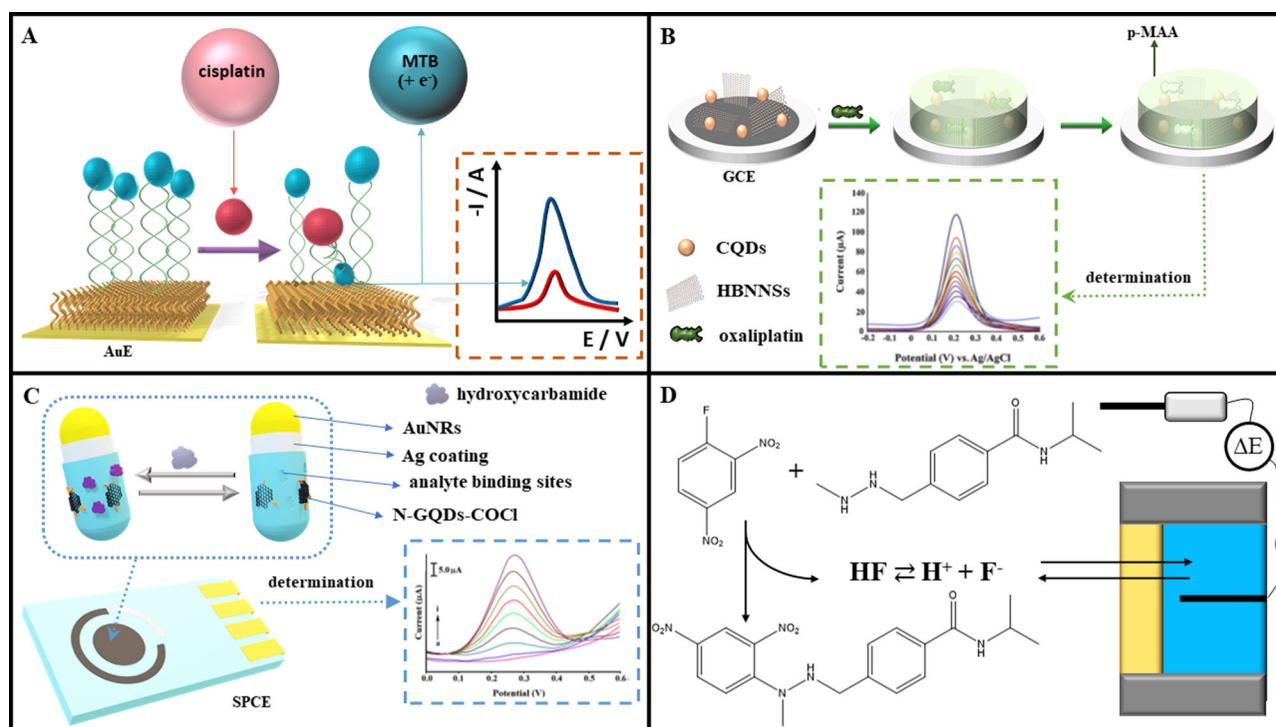 A
cisplatin
MTB
(+ e⁻)
-I / A
E / V
AuE
B
p-MAA
GCE
CQDs
HBNNSs
oxaliplatin
determination
140
120
100
80
60
40
20
0
Current (μA)
-0.2 -0.1 0 0.1 0.2 0.3 0.4 0.5 0.6
Potential (V) vs. Ag/AgCl
C
hydroxycarbamide
AuNRs
Ag coating
analyte binding sites
N-GQDs-COCl
determination
SPCE
5.0 μA
i
a
Current (μA)
0.0 0.1 0.2 0.3 0.4 0.5 0.6
Potential (V)
D
F
NO₂
NO₂
+
O
N
H
H
N
N
H
ΔE
HF ⇄ H⁺ + F⁻
NO₂
NO₂
O
N
H
H
N
N